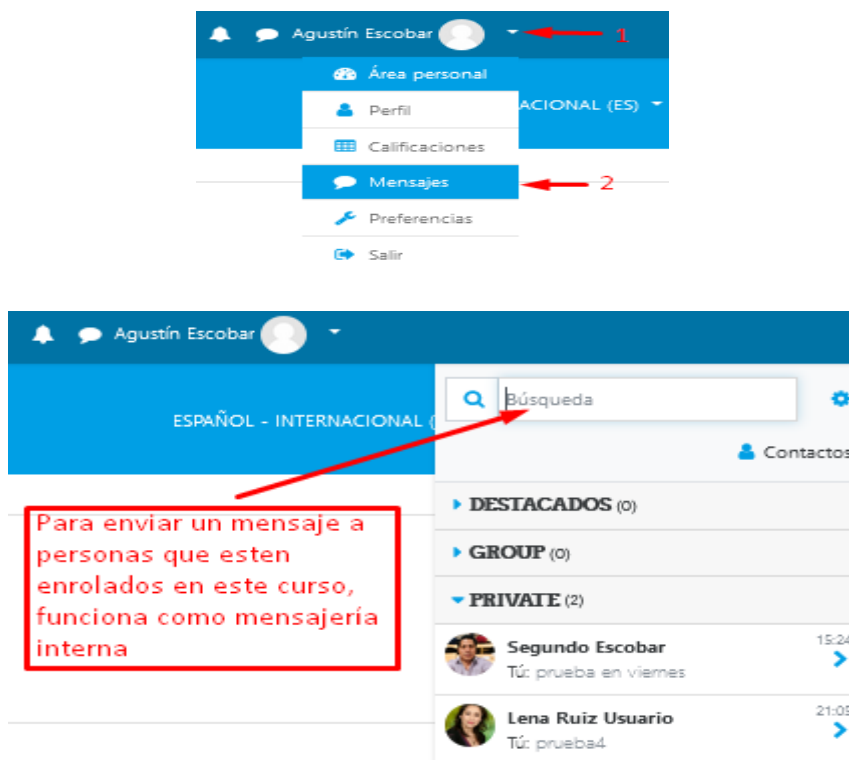 Agustín Escobar
1
Área personal
ACIONAL (ES)
Perfil
Calificaciones
Mensajes
2
Preferencias
Salir
Agustín Escobar
Búsqueda
ESPAÑOL - INTERNACIONAL (
Contactos
DESTACADOS (0)
GROUP (0)
PRIVATE (2)
Para enviar un mensaje a
personas que esten
enrolados en este curso,
funciona como mensajería
interna
Segundo Escobar 15:24
Tú: prueba en viernes
Lena Ruiz Usuario 21:09
Tú: prueba4